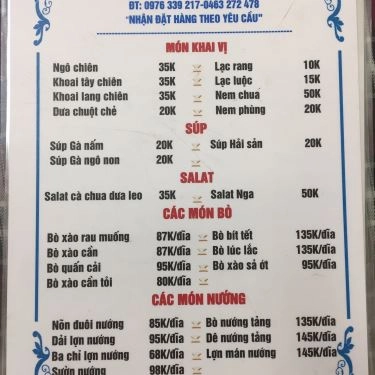 ĐT: 0976 339 217-0463 272 478
"NHẬN ĐẶT HÀNG THEO YÊU CẦU"
MÓN KHAI VỊ
Ngô chiên 35K Lạc rang 10K
Khoai tây chiên 35K Lạc luộc 15K
Khoai lang chiên 35K Nem chua 50K
Dưa chuột chẻ 20K Nem phùng 20K
SÚP
Súp Gà nấm 20K Súp Hải sản 20K
Súp Gà ngô non 20K
SALAT
Salat cà chua dưa leo 35K Salat Nga 50K
CÁC MÓN BÒ
Bò xào rau muống 87K/đĩa Bò bít tết 135K/đĩa
Bò xào cần 87K/đĩa Bò lúc lắc 135K/đĩa
Bò quấn cải 95K/đĩa Bò xào sả ớt 95K/đĩa
Bò xào cần tỏi 80K/đĩa
CÁC MÓN NƯỚNG
Nõn đuôi nướng 85K/đĩa Bò nướng tảng 135K/đĩa
Dải lợn nướng 95K/đĩa Dê nướng tảng 145K/đĩa
Ba chỉ lợn nướng 68K/đĩa Lợn mán nướng 145K/đĩa
Sườn nướng 98K/đĩa